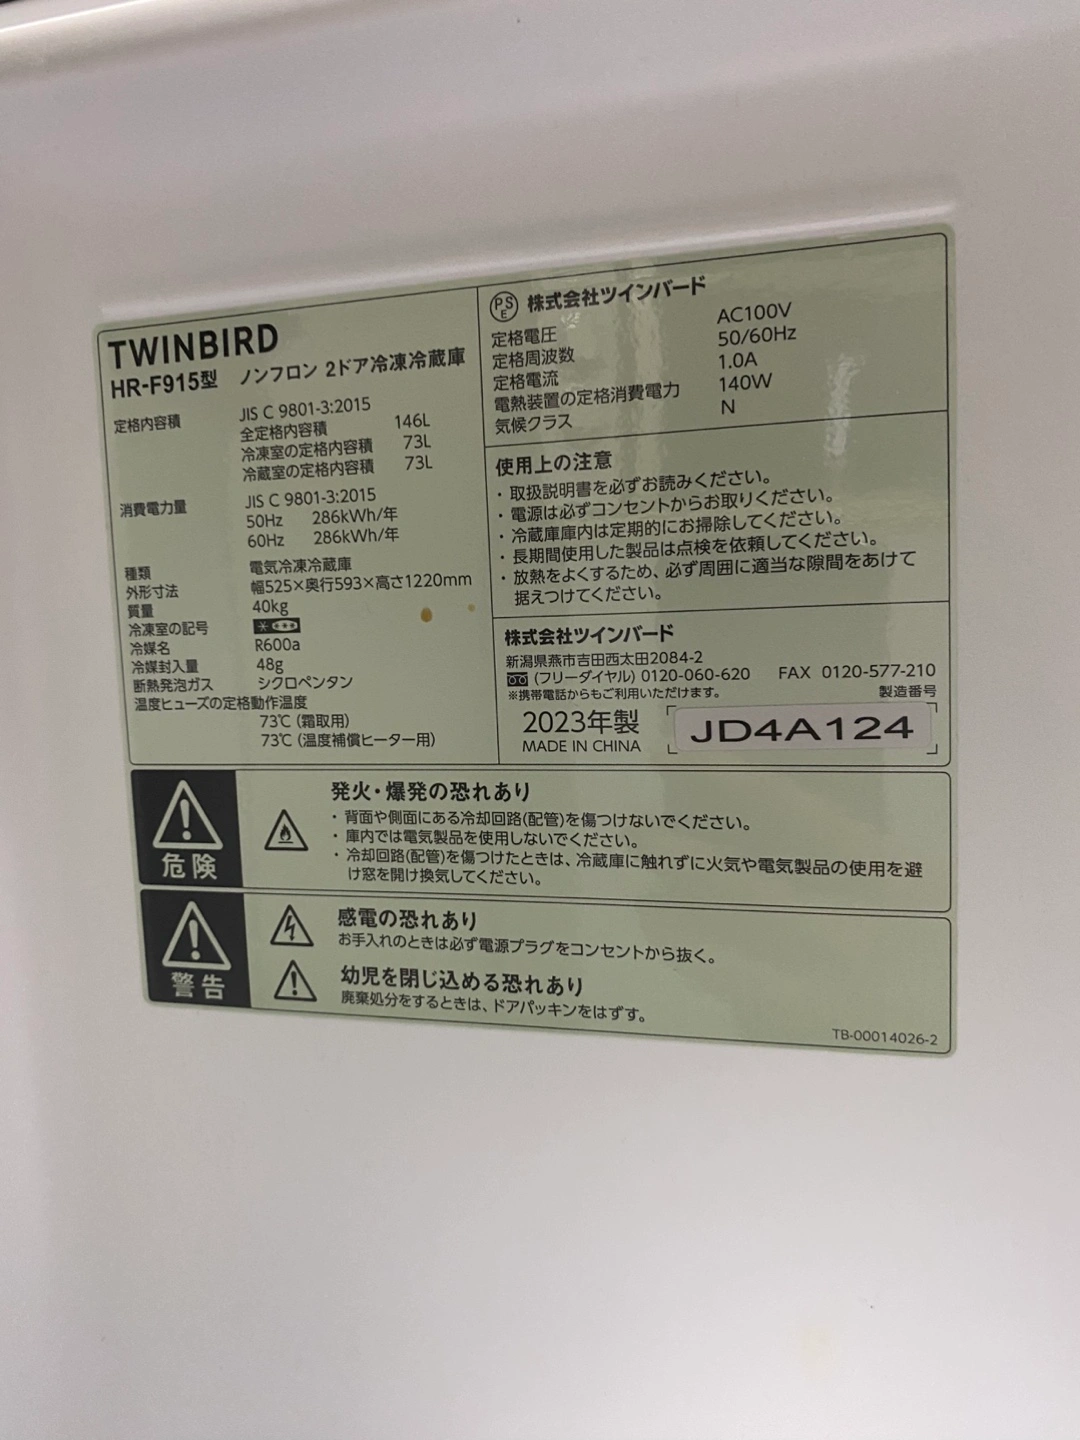 TWINBIRD
HR-F915型 ノンフロン 2ドア冷凍冷蔵庫
定格内容積 JIS C 9801-3:2015
全定格内容積 146L
冷凍室の定格内容積 73L
冷蔵室の定格内容積 73L
消費電力量 JIS C 9801-3:2015
50Hz 286kWh/年
60Hz 286kWh/年
種類 電気冷凍冷蔵庫
外形寸法 幅525×奥行593×高さ1220mm
質量 40kg
冷凍室の記号
冷媒名 R600a
冷媒封入量 48g
断熱発泡ガス シクロペンタン
温度ヒューズの定格動作温度
73℃(霜取用)
73℃(温度補償ヒーター用)
PSE 株式会社ツインバード
定格電圧 AC100V
定格周波数 50/60Hz
定格電流 1.0A
電熱装置の定格消費電力 140W
気候クラス N
使用上の注意
・取扱説明書を必ずお読みください。
・電源は必ずコンセントからお取りください。
・冷蔵庫庫内は定期的にお掃除してください。
・長期間使用した製品は点検を依頼してください。
・放熱をよくするため、必ず周囲に適当な隙間をあけて
据えつけてください。
株式会社ツインバード
新潟県燕市吉田西太田2084-2
(フリーダイヤル) 0120-060-620 FAX 0120-577-210
※携帯電話からもご利用いただけます。 製造番号
2023年製 JD4A124
MADE IN CHINA
危険
発火・爆発の恐れあり
・背面や側面にある冷却回路(配管)を傷つけないでください。
・庫内では電気製品を使用しないでください。
・冷却回路(配管)を傷つけたときは、冷蔵庫に触れずに火気や電気製品の使用を避
け窓を開け換気してください。
警告
感電の恐れあり
お手入れのときは必ず電源プラグをコンセントから抜く。
幼児を閉じ込める恐れあり
廃棄処分をするときは、ドアパッキンをはずす。
TB-00014026-2